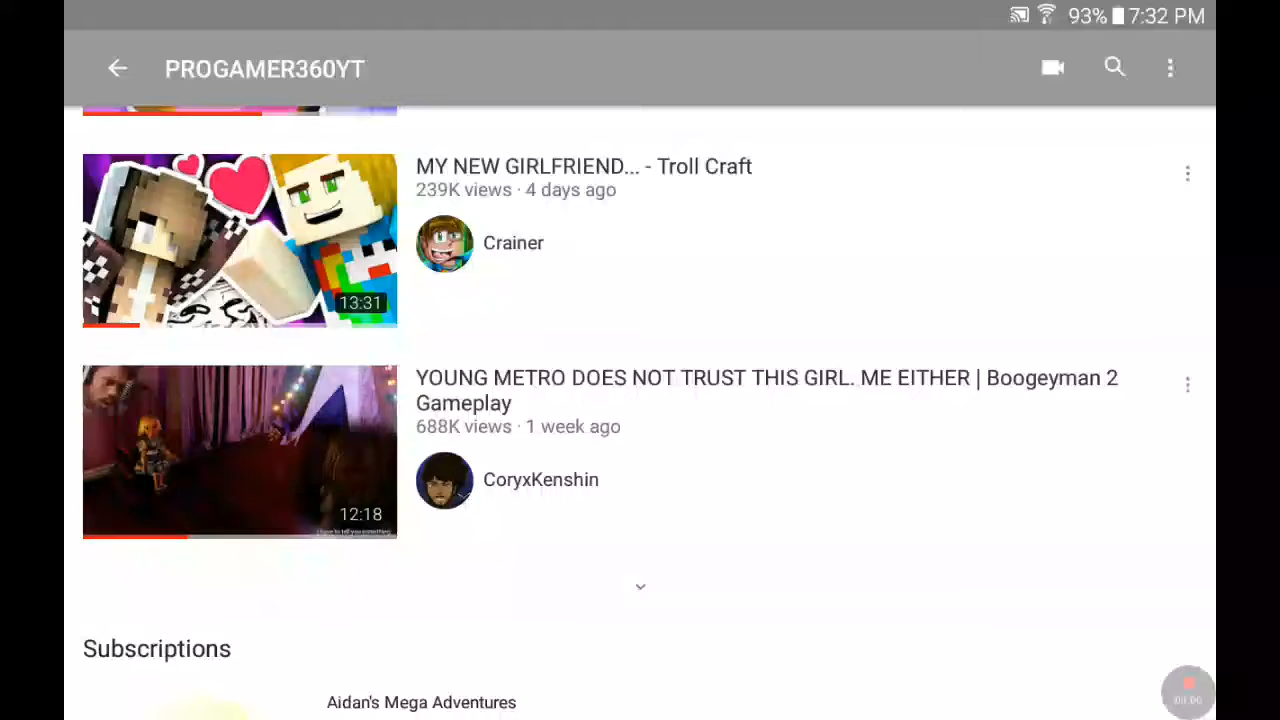 93% 7:32 PM
PROGAMER360YT
MY NEW GIRLFRIEND... - Troll Craft
239K views · 4 days ago
Crainer
13:31
YOUNG METRO DOES NOT TRUST THIS GIRL. ME EITHER | Boogeyman 2
Gameplay
688K views · 1 week ago
CoryxKenshin
12:18
Subscriptions
Aidan's Mega Adventures